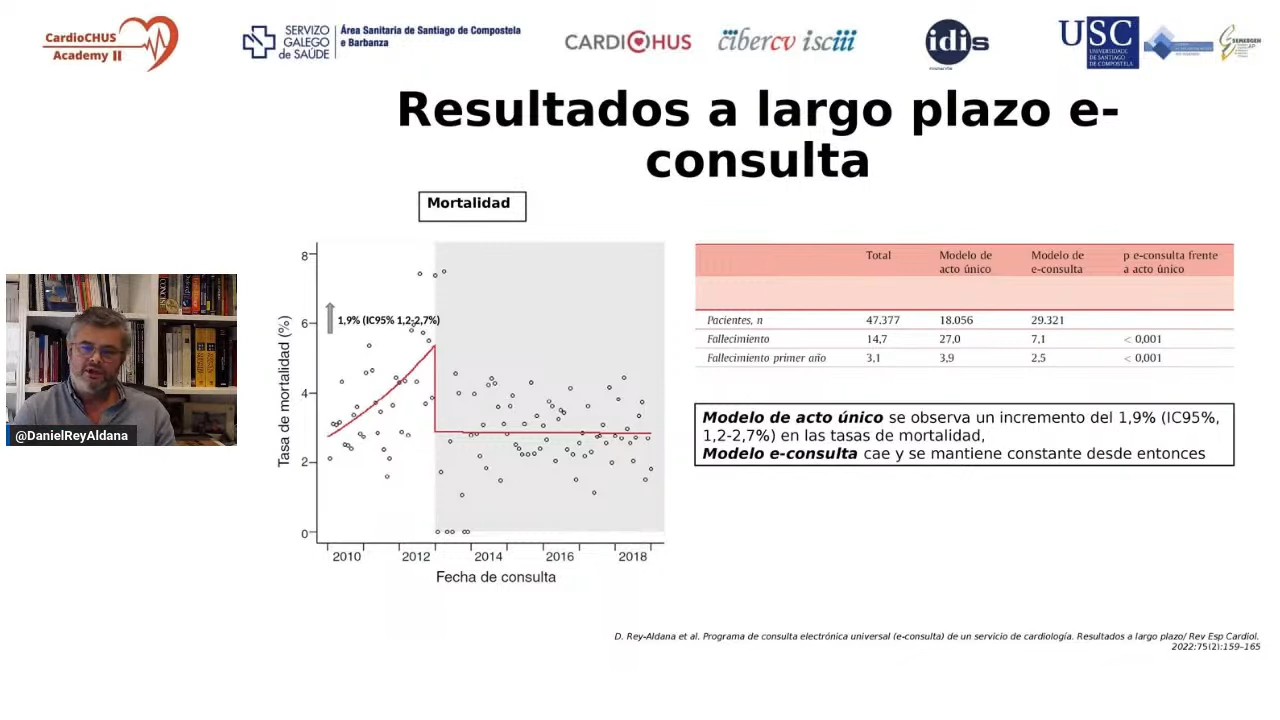 CardioCHUS
Academy II
SERVIZO
GALEGO
de SAÚDE
Área Sanitaria de Santiago de Compostela
e Barbanza
CARDIOCHUS
cibercv isciii
idis
USC
UNIVERSIDADE
DE SANTIAGO
DE COMPOSTELA
SEMERGEN
Resultados a largo plazo e-
consulta
Mortalidad
8
6
4
2
0
1,9% (IC95% 1,2-2,7%)
Tasa de mortalidad (%)
2010 2012 2014 2016 2018
Fecha de consulta
Total Modelo de acto único Modelo de e-consulta p e-consulta frente a acto único
Pacientes, n 47.377 18.056 29.321
Fallecimiento 14,7 27,0 7,1 < 0,001
Fallecimiento primer año 3,1 3,9 2,5 < 0,001
Modelo de acto único se observa un incremento del 1,9% (IC95%,
1,2-2,7%) en las tasas de mortalidad,
Modelo e-consulta cae y se mantiene constante desde entonces
@DanielReyAldana
D. Rey-Aldana et al. Programa de consulta electrónica universal (e-consulta) de un servicio de cardiología. Resultados a largo plazo/ Rev Esp Cardiol.
2022:75(2):159–165